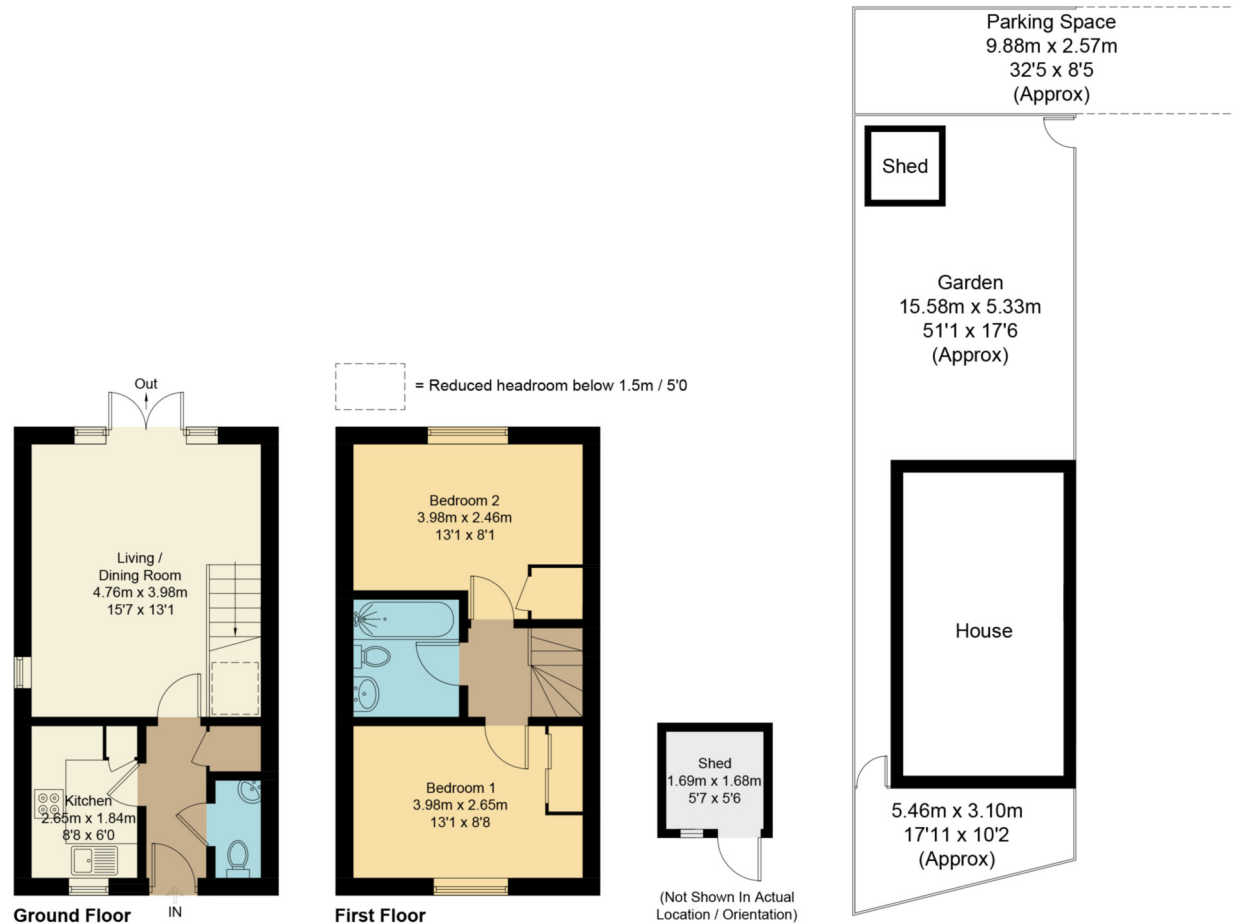 Parking Space
9.88m x 2.57m
32'5 x 8'5
(Approx)
Shed
Garden
15.58m x 5.33m
51'1 x 17'6
(Approx)
House
5.46m x 3.10m
17'11 x 10'2
(Approx)
= Reduced headroom below 1.5m / 5'0
Out
Living /
Dining Room
4.76m x 3.98m
15'7 x 13'1
Kitchen
2.65m x 1.84m
8'8 x 6'0
IN
Ground Floor
Bedroom 2
3.98m x 2.46m
13'1 x 8'1
Bedroom 1
3.98m x 2.65m
13'1 x 8'8
First Floor
Shed
1.69m x 1.68m
5'7 x 5'6
(Not Shown In Actual
Location / Orientation)